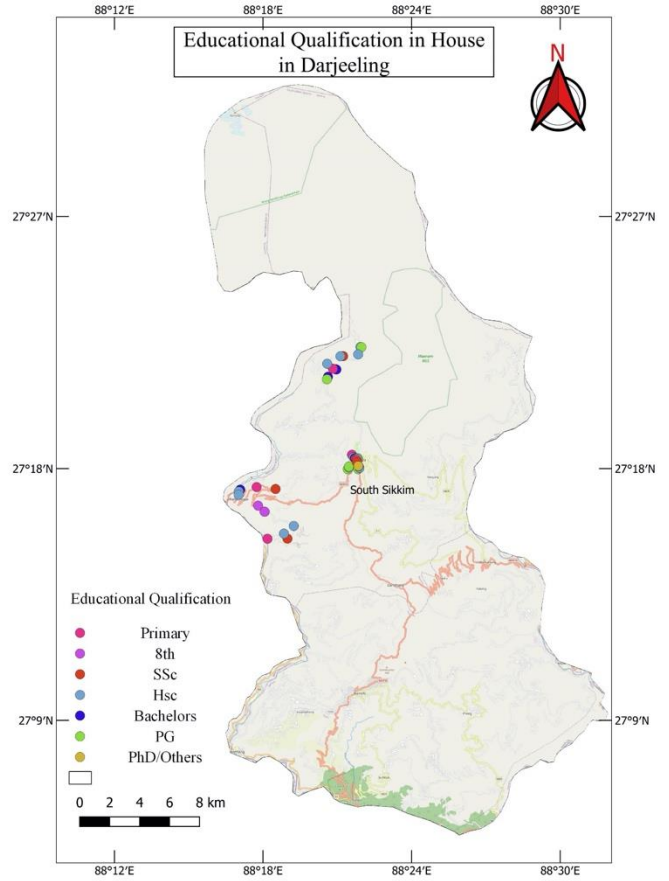 88°12′E 88°18′E 88°24′E 88°30′E
Educational Qualification in House
in Darjeeling
N
27°27′N 27°27′N
27°18′N 27°18′N
South Sikkim
Educational Qualification
Primary
8th
SSc
Hsc
Bachelors
PG
PhD/Others
27°9′N 27°9′N
0 2 4 6 8 km
88°12′E 88°18′E 88°24′E 88°30′E